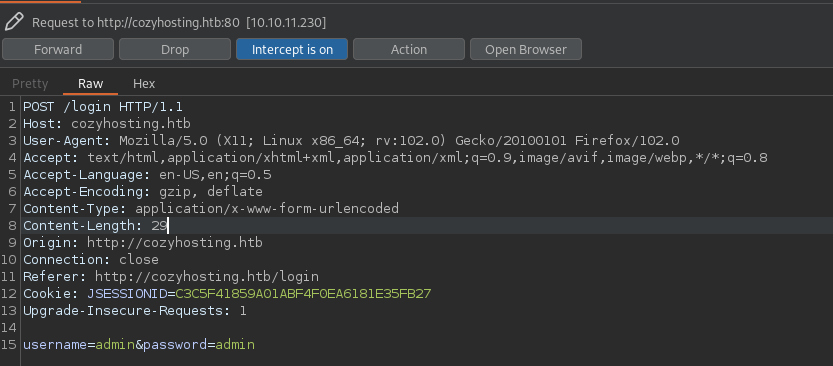 Request to http://cozyhosting.htb:80 [10.10.11.230]
Forward Drop Intercept is on Action Open Browser
Pretty Raw Hex
1 POST /login HTTP/1.1
2 Host: cozyhosting.htb
3 User-Agent: Mozilla/5.0 (X11; Linux x86_64; rv:102.0) Gecko/20100101 Firefox/102.0
4 Accept: text/html,application/xhtml+xml,application/xml;q=0.9,image/avif,image/webp,*/*;q=0.8
5 Accept-Language: en-US,en;q=0.5
6 Accept-Encoding: gzip, deflate
7 Content-Type: application/x-www-form-urlencoded
8 Content-Length: 29
9 Origin: http://cozyhosting.htb
10 Connection: close
11 Referer: http://cozyhosting.htb/login
12 Cookie: JSESSIONID=C3C5F41859A01ABF4F0EA6181E35FB27
13 Upgrade-Insecure-Requests: 1
14
15 username=admin&password=admin